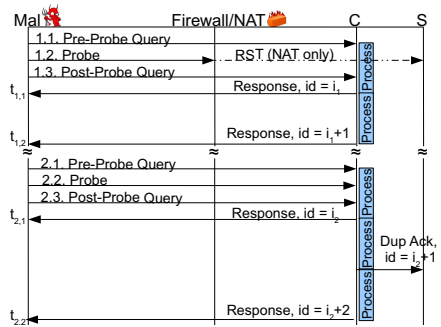 Mal Firewall/NAT C S
1.1. Pre-Probe Query
1.2. Probe
RST (NAT only)
1.3. Post-Probe Query
t1,1
Response, id = i1
Process
Process
t1,2
Response, id = i1+1
≈ ≈ ≈ ≈
2.1. Pre-Probe Query
2.2. Probe
2.3. Post-Probe Query
t2,1
Response, id = i2
Process
Process
Process
Dup Ack,
id = i2+1
t2,2
Response, id = i2+2